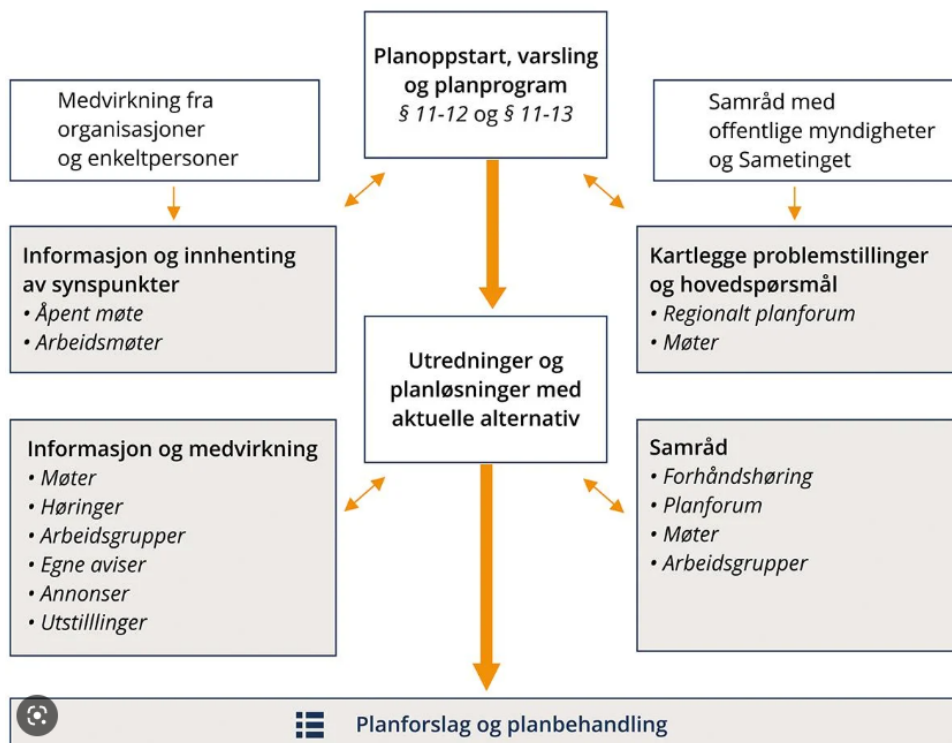 Planoppstart, varsling
og planprogram
§ 11-12 og § 11-13
Medvirkning fra
organisasjoner
og enkeltpersoner
Samråd med
offentlige myndigheter
og Sametinget
Informasjon og innhenting
av synspunkter
• Åpent møte
• Arbeidsmøter
Kartlegge problemstillinger
og hovedspørsmål
• Regionalt planforum
• Møter
Utredninger og
planløsninger med
aktuelle alternativ
Informasjon og medvirkning
• Møter
• Høringer
• Arbeidsgrupper
• Egne aviser
• Annonser
• Utstilllinger
Samråd
• Forhåndshøring
• Planforum
• Møter
• Arbeidsgrupper
Planforslag og planbehandling